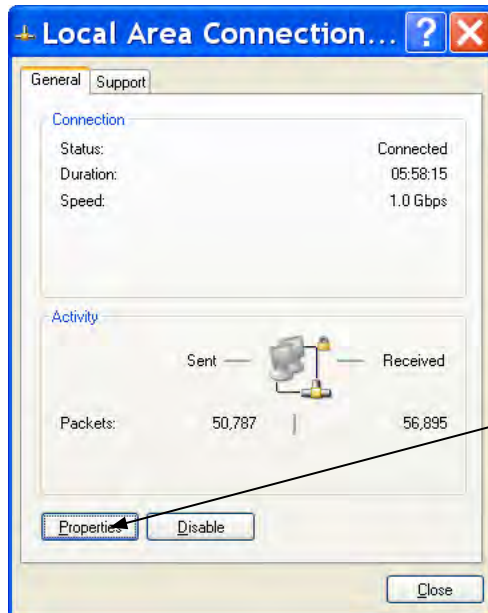 Local Area Connection... ?
General Support
Connection
Status: Connected
Duration: 05:58:15
Speed: 1.0 Gbps
Activity
Sent Received
Packets: 50,787 56,895
Properties Disable
Close